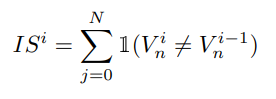 IS^i = \sum_{j=0}^{N} \mathbb{1}(V_n^i \neq V_n^{i-1})